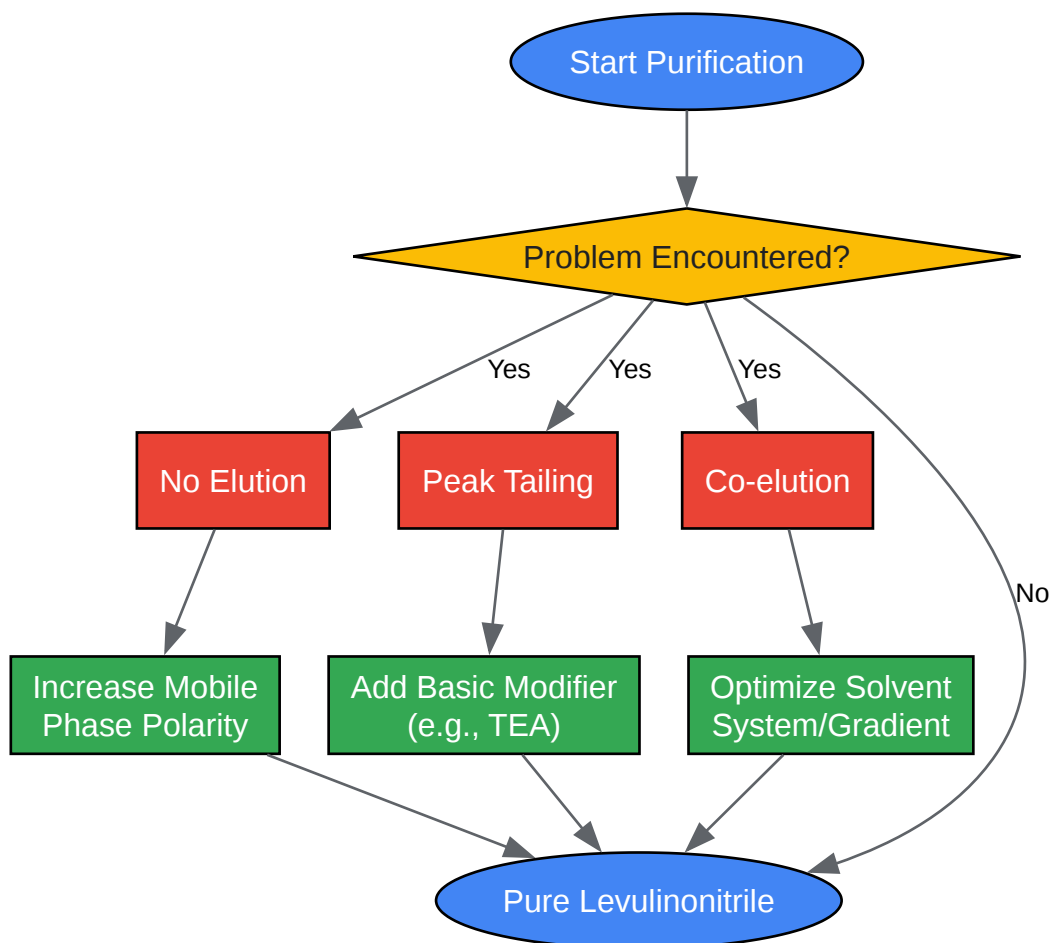 Start Purification
Problem Encountered?
Yes
Yes
Yes
No Elution
Peak Tailing
Co-elution
No
Increase Mobile
Phase Polarity
Add Basic Modifier
(e.g., TEA)
Optimize Solvent
System/Gradient
Pure Levulinonitrile